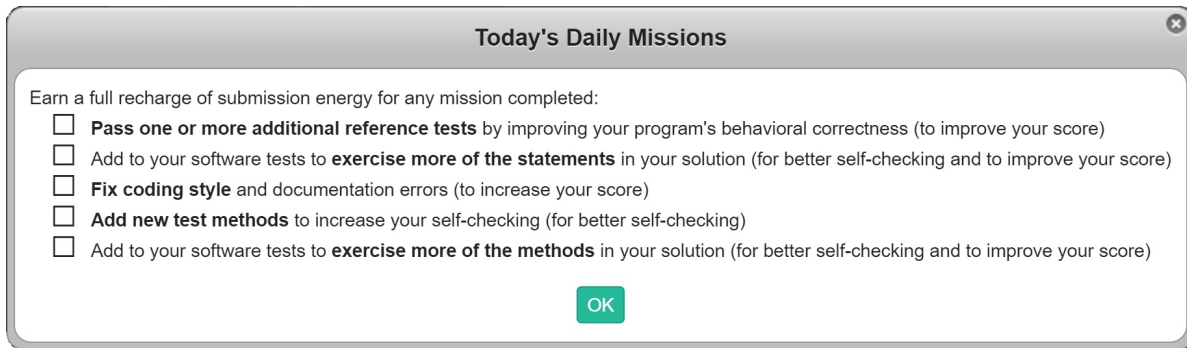 Today's Daily Missions
Earn a full recharge of submission energy for any mission completed:
Pass one or more additional reference tests by improving your program's behavioral correctness (to improve your score)
Add to your software tests to exercise more of the statements in your solution (for better self-checking and to improve your score)
Fix coding style and documentation errors (to increase your score)
Add new test methods to increase your self-checking (for better self-checking)
Add to your software tests to exercise more of the methods in your solution (for better self-checking and to improve your score)
OK